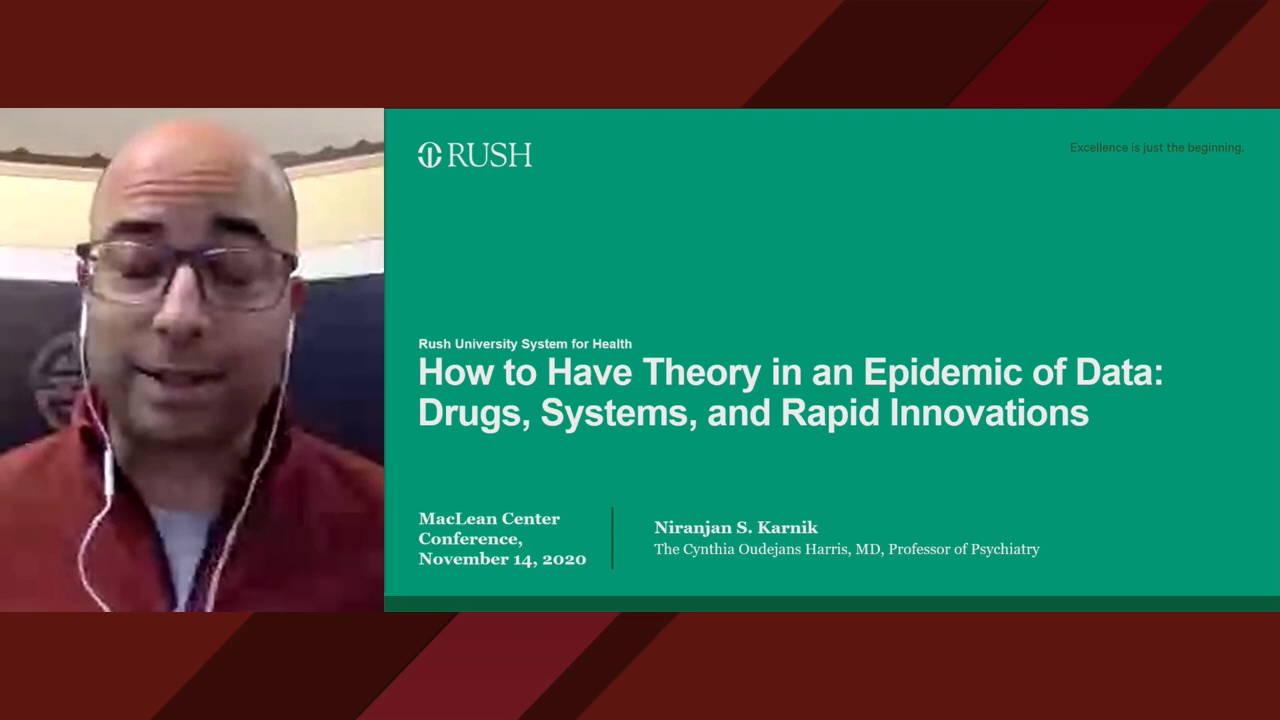 RUSH
Excellence is just the beginning.
Rush University System for Health
How to Have Theory in an Epidemic of Data:
Drugs, Systems, and Rapid Innovations
MacLean Center
Conference,
November 14, 2020
Niranjan S. Karnik
The Cynthia Oudejans Harris, MD, Professor of Psychiatry